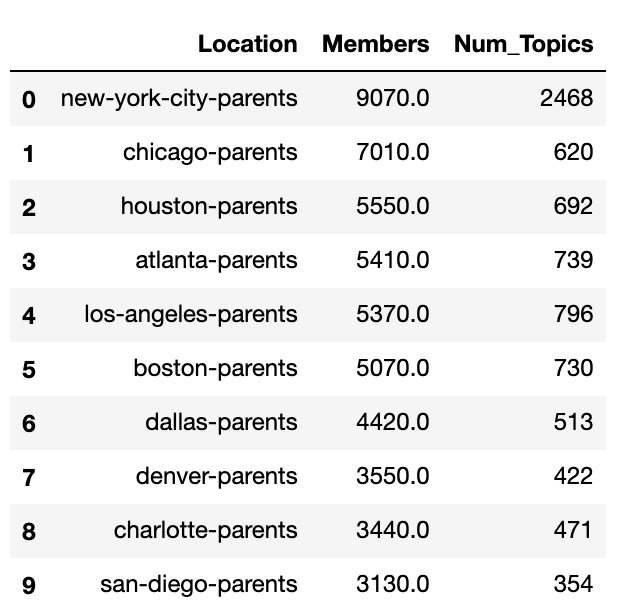 Location Members Num_Topics
0 new-york-city-parents 9070.0 2468
1 chicago-parents 7010.0 620
2 houston-parents 5550.0 692
3 atlanta-parents 5410.0 739
4 los-angeles-parents 5370.0 796
5 boston-parents 5070.0 730
6 dallas-parents 4420.0 513
7 denver-parents 3550.0 422
8 charlotte-parents 3440.0 471
9 san-diego-parents 3130.0 354